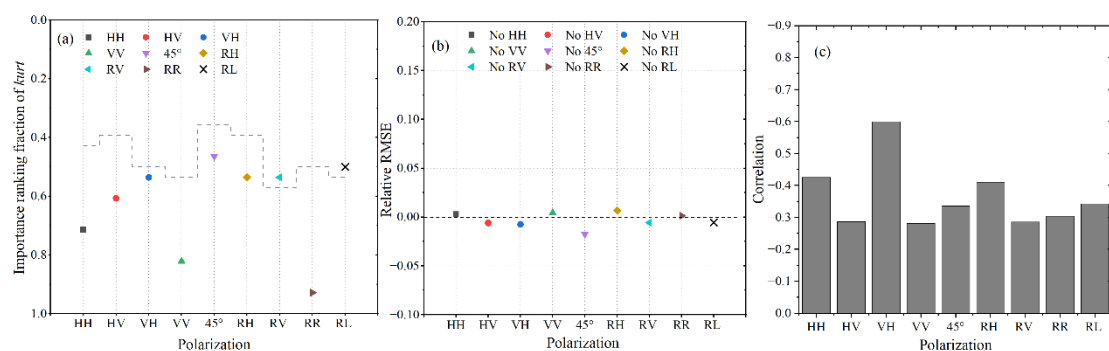 (a)
HH HV VH
VV 45° RH
RV RR RL
Importance ranking fraction of kurt
0.0
0.2
0.4
0.6
0.8
1.0
HH HV VH VV 45° RH RV RR RL
Polarization
(b)
No HH No HV No VH
No VV No 45° No RH
No RV No RR No RL
Relative RMSE
0.20
0.15
0.10
0.05
0.00
−0.05
−0.10
HH HV VH VV 45° RH RV RR RL
Polarization
(c)
Correlation
−0.9
−0.8
−0.7
−0.6
−0.5
−0.4
−0.3
−0.2
−0.1
0.0
HH HV VH VV 45° RH RV RR RL
Polarization